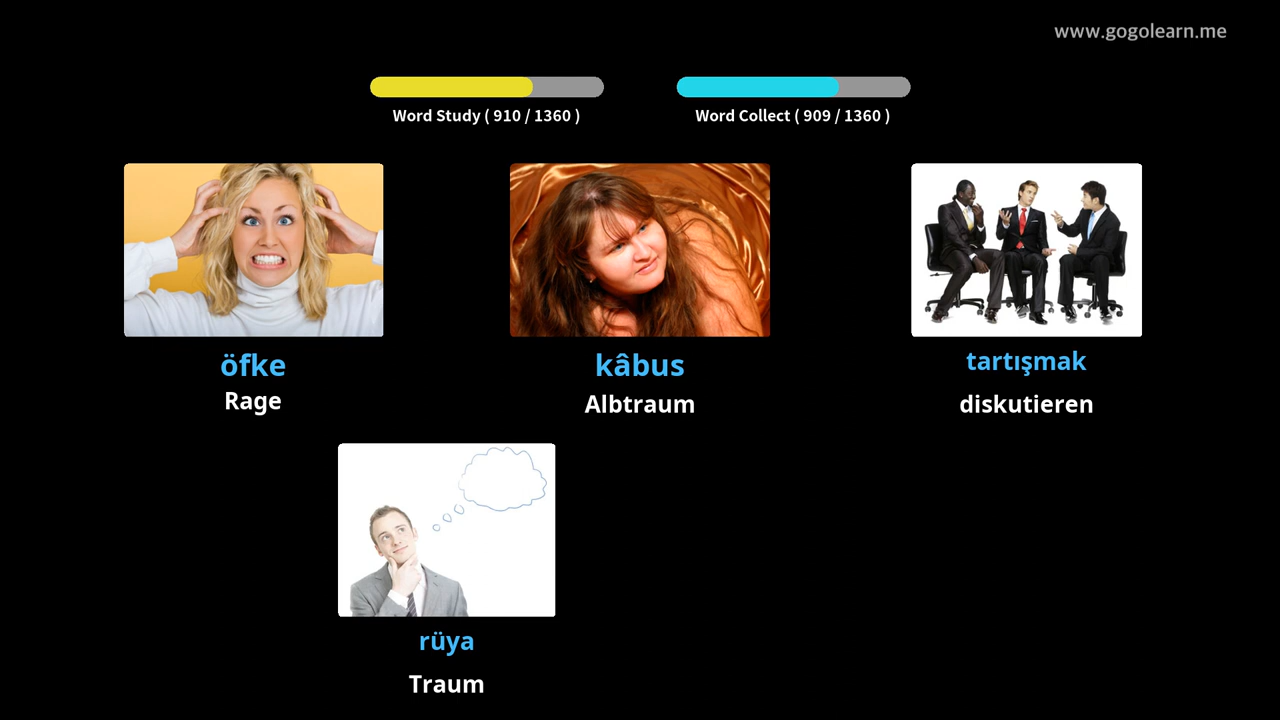 www.gogolearn.me
Word Study ( 910 / 1360 )
Word Collect ( 909 / 1360 )
öfke
Rage
kâbus
Albtraum
tartışmak
diskutieren
rüya
Traum